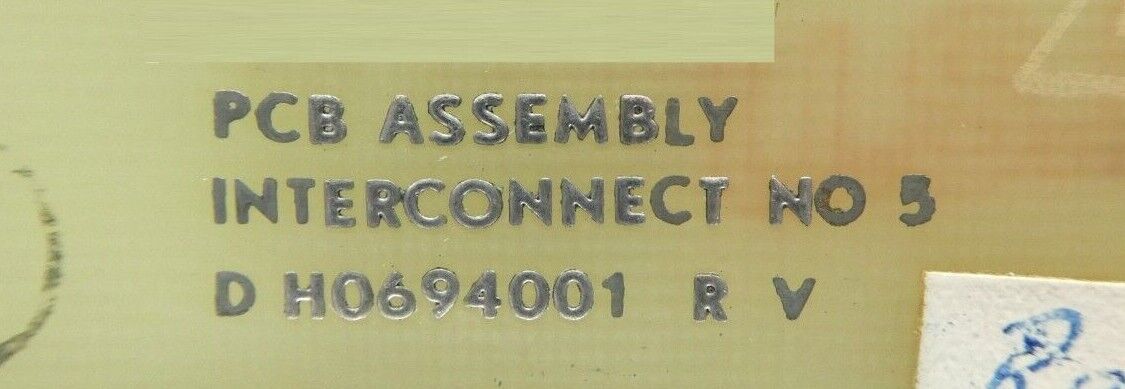 PCB ASSEMBLY
INTERCONNECT NO 5
D H0694001 R V